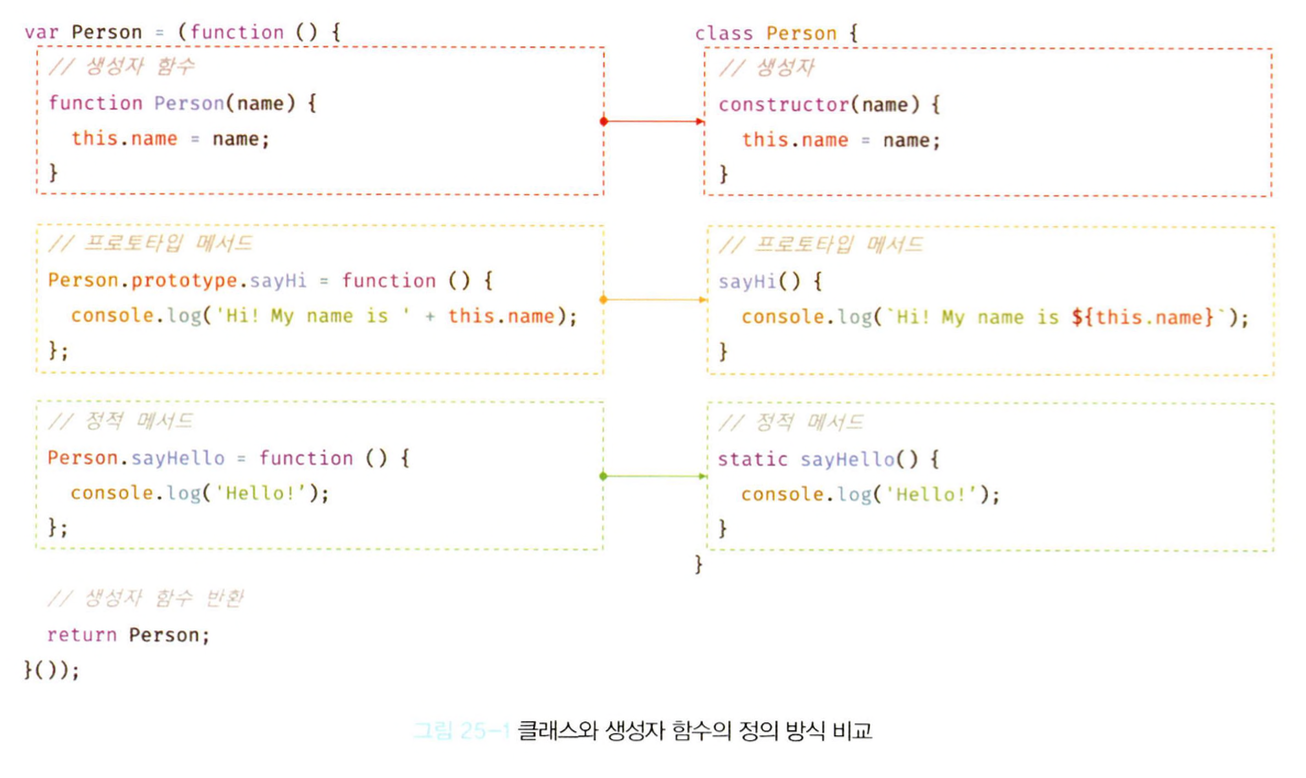 var Person = (function () {
// 생성자 함수
function Person(name) {
this.name = name;
}
// 프로토타입 메서드
Person.prototype.sayHi = function () {
console.log('Hi! My name is ' + this.name);
};
// 정적 메서드
Person.sayHello = function () {
console.log('Hello!');
};
// 생성자 함수 반환
return Person;
}());
class Person {
// 생성자
constructor(name) {
this.name = name;
}
// 프로토타입 메서드
sayHi() {
console.log(`Hi! My name is ${this.name}`);
}
// 정적 메서드
static sayHello() {
console.log('Hello!');
}
}
그림 25-1 클래스와 생성자 함수의 정의 방식 비교